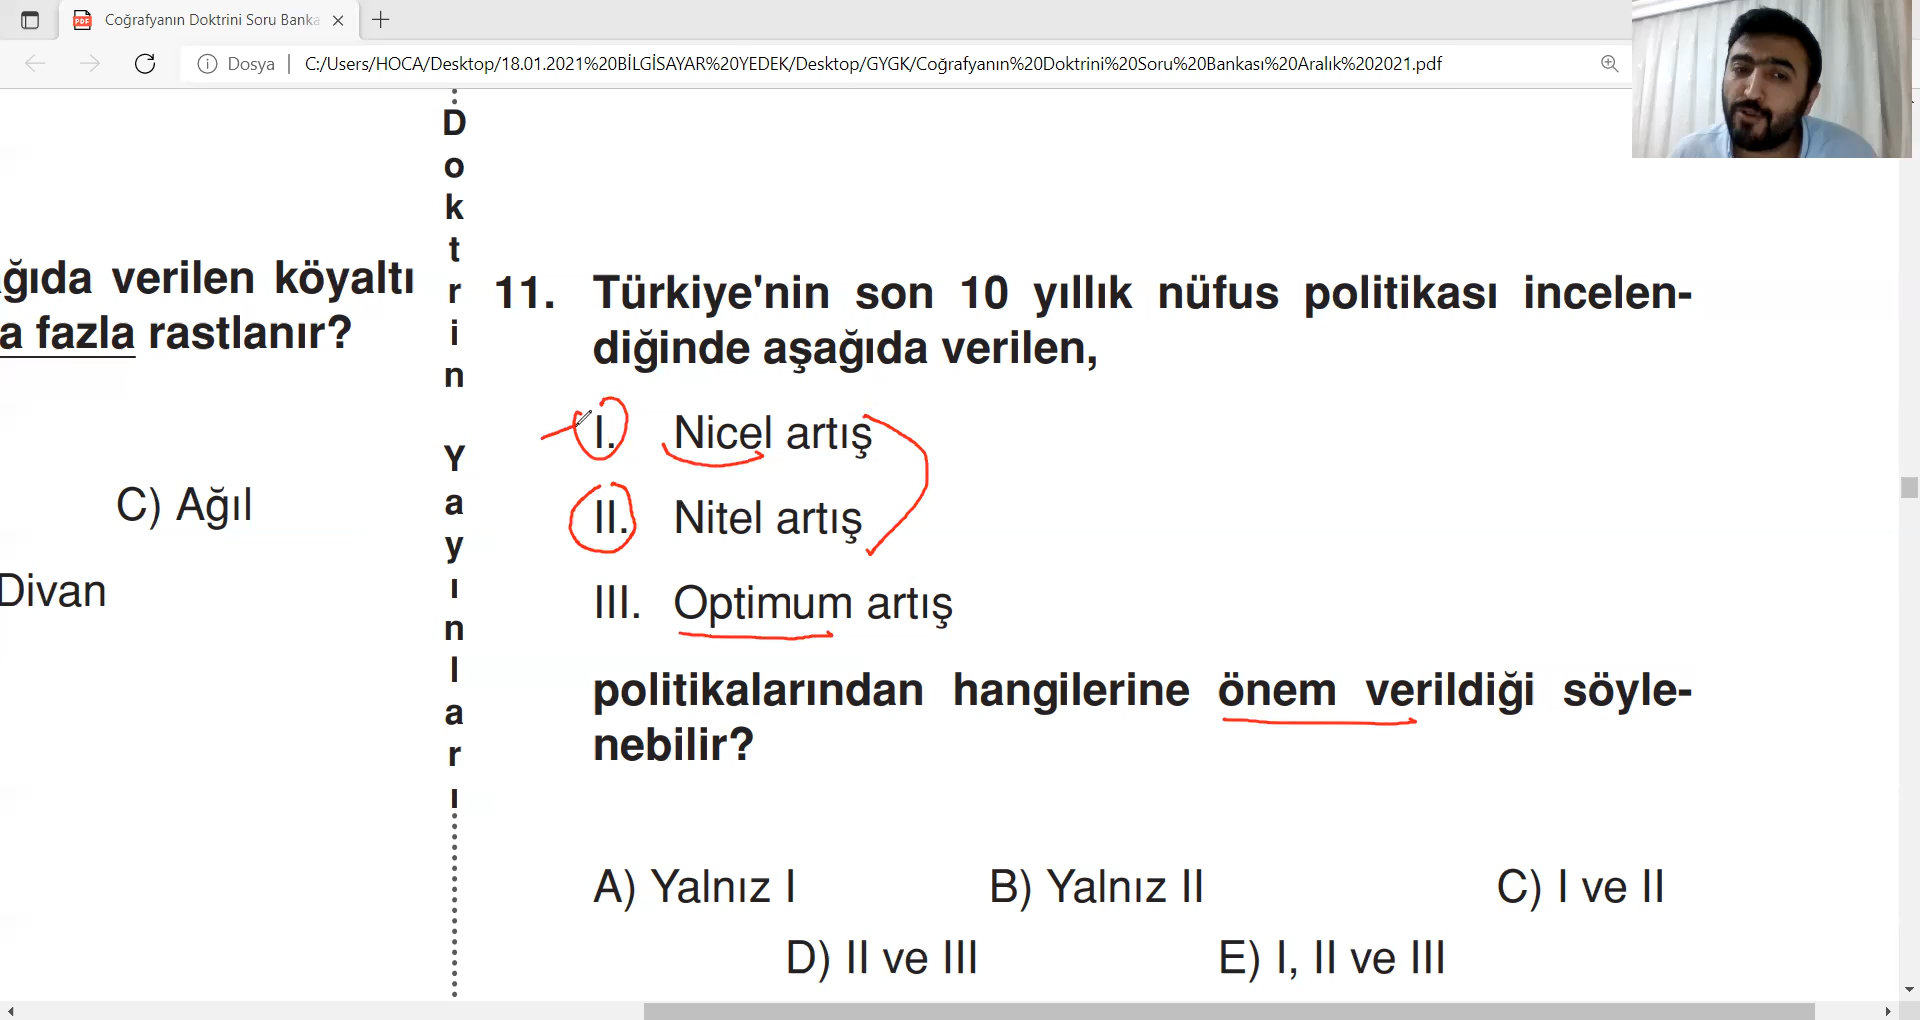 Coğrafyanın Doktrini Soru Banka
Dosya
C:/Users/HOCA/Desktop/18.01.2021%20BİLGİSAYAR%20YEDEK/Desktop/GYGK/Coğrafyanın%20Doktrini%20Soru%20Bankası%20Aralık%202021.pdf
ğıda verilen köyaltı
a fazla rastlanır?
C) Ağıl
Divan
Doktrin Yayınları
11. Türkiye'nin son 10 yıllık nüfus politikası incelen-
diğinde aşağıda verilen,
I. Nicel artış
II. Nitel artış
III. Optimum artış
politikalarından hangilerine önem verildiği söyle-
nebilir?
A) Yalnız I B) Yalnız II C) I ve II
D) II ve III E) I, II ve III